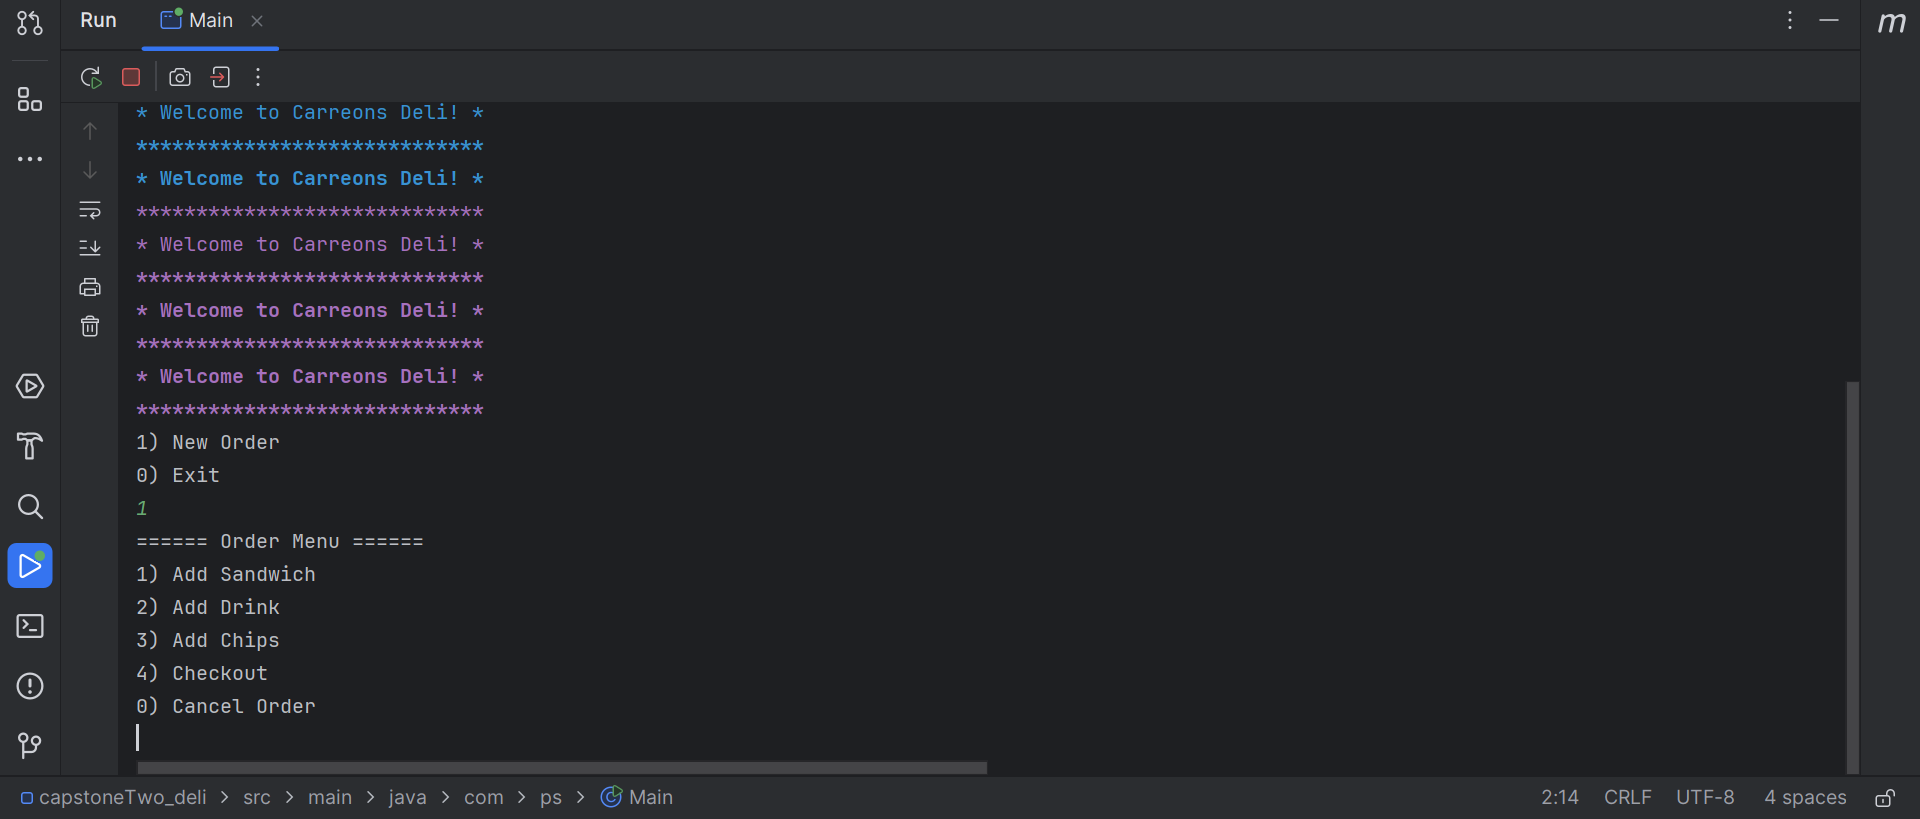 Run
Main
m
* Welcome to Carreons Deli! *
*****************************
* Welcome to Carreons Deli! *
*****************************
* Welcome to Carreons Deli! *
*****************************
* Welcome to Carreons Deli! *
*****************************
* Welcome to Carreons Deli! *
*****************************
1) New Order
0) Exit
1
====== Order Menu ======
1) Add Sandwich
2) Add Drink
3) Add Chips
4) Checkout
0) Cancel Order
capstoneTwo_deli > src > main > java > com > ps > Main 2:14 CRLF UTF-8 4 spaces